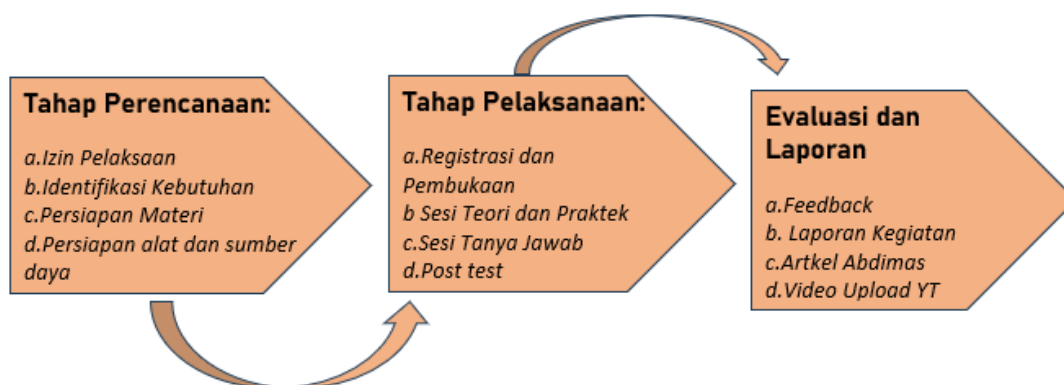 Tahap Perencanaan:
a.Izin Pelaksaan
b.Identifikasi Kebutuhan
c.Persiapan Materi
d.Persiapan alat dan sumber
daya
Tahap Pelaksanaan:
a.Registrasi dan
Pembukaan
b Sesi Teori dan Praktek
c.Sesi Tanya Jawab
d.Post test
Evaluasi dan
Laporan
a.Feedback
b. Laporan Kegiatan
c.Artkel Abdimas
d.Video Upload YT